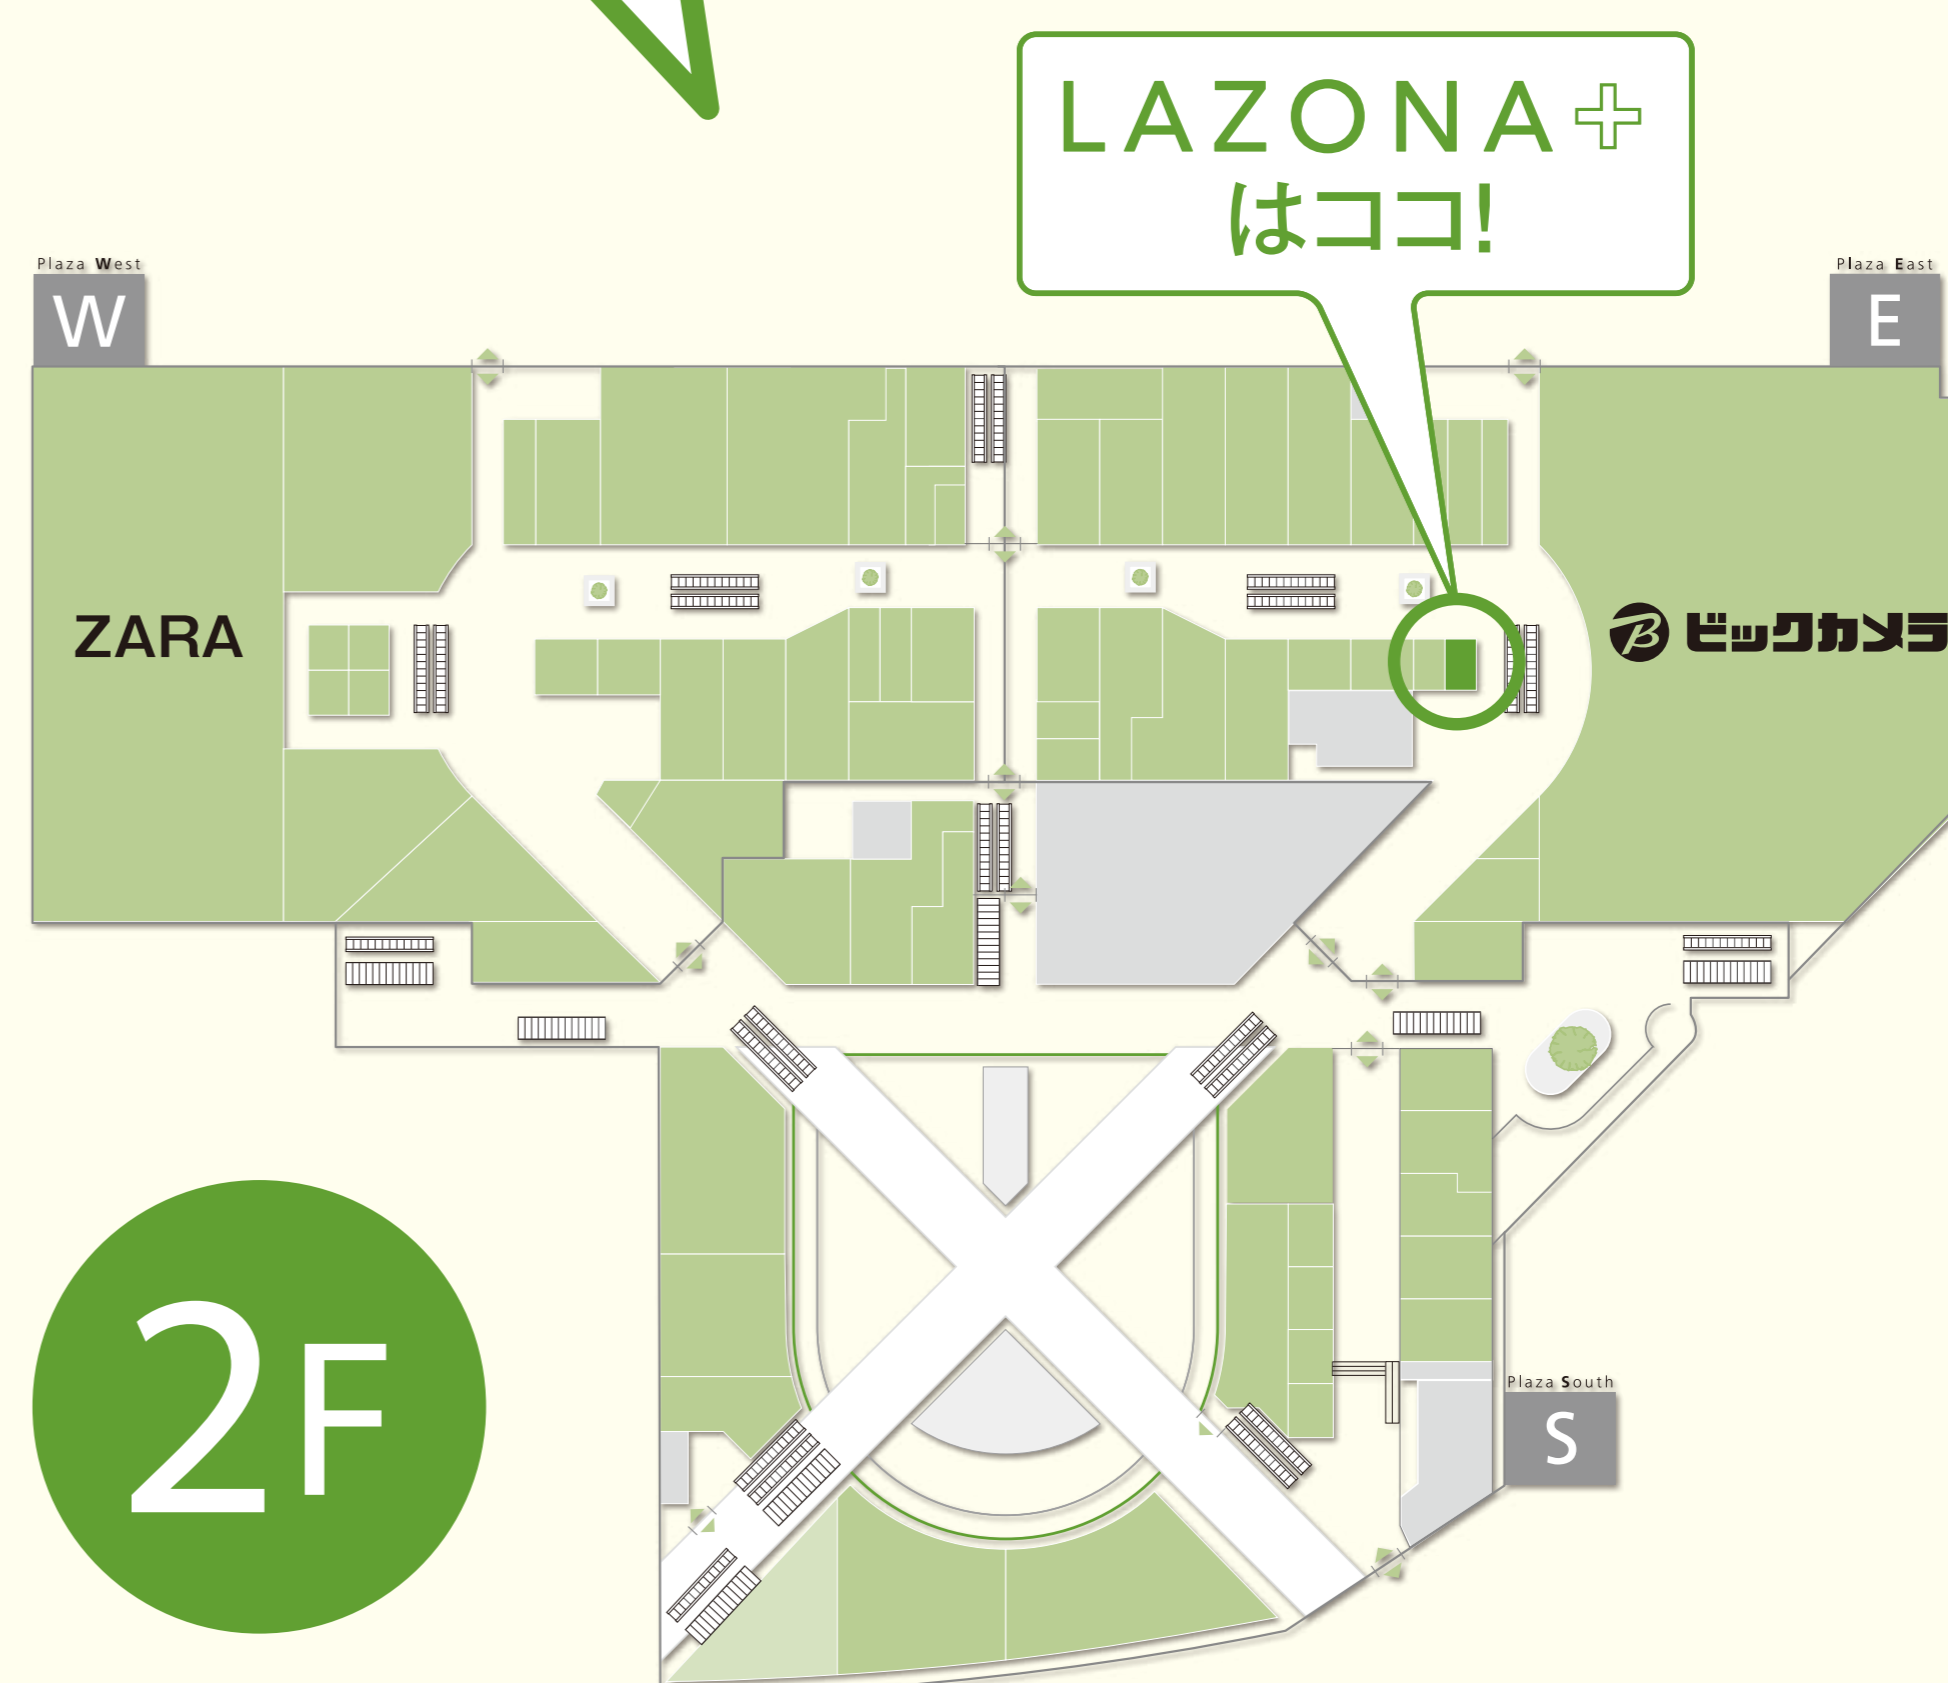 LAZONA+
はココ!
Plaza West
W
Plaza East
E
ZARA
ビックカメラ
2F
Plaza South
S